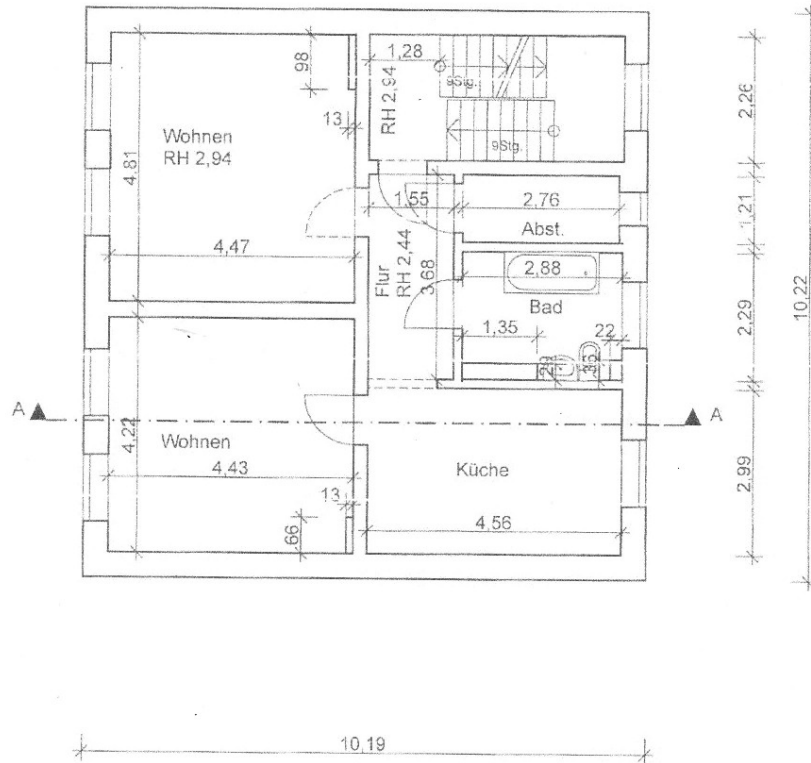 1,28
98
9Stg.
RH 2,94
2,26
13
Wohnen
RH 2,94
9Stg.
4,81
1,55
2,76
1,21
Abst.
4,47
Flur
RH 2,44
3,68
2,88
Bad
2,29
10,22
1,35
22
29
35
A
A
4,22
Wohnen
4,43
Küche
2,99
13
66
4,56
10,19